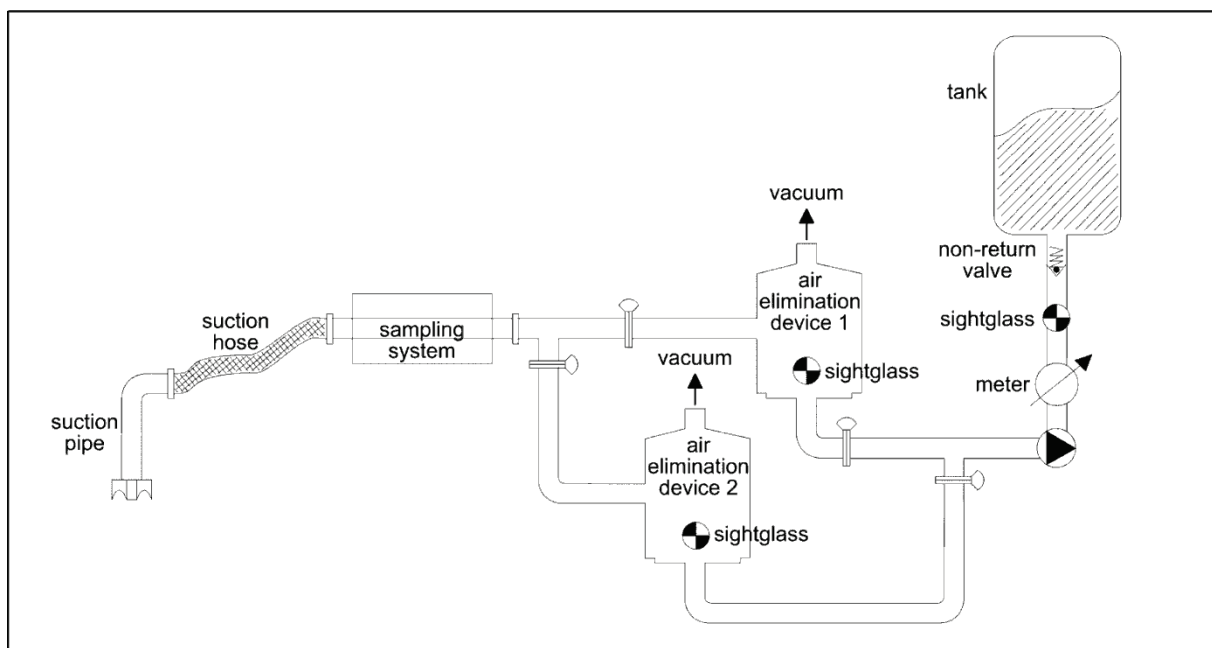 tank
vacuum
non-return
valve
air
elimination
device 1
suction
hose
sampling
system
sightglass
vacuum
sightglass
meter
suction
pipe
air
elimination
device 2
sightglass